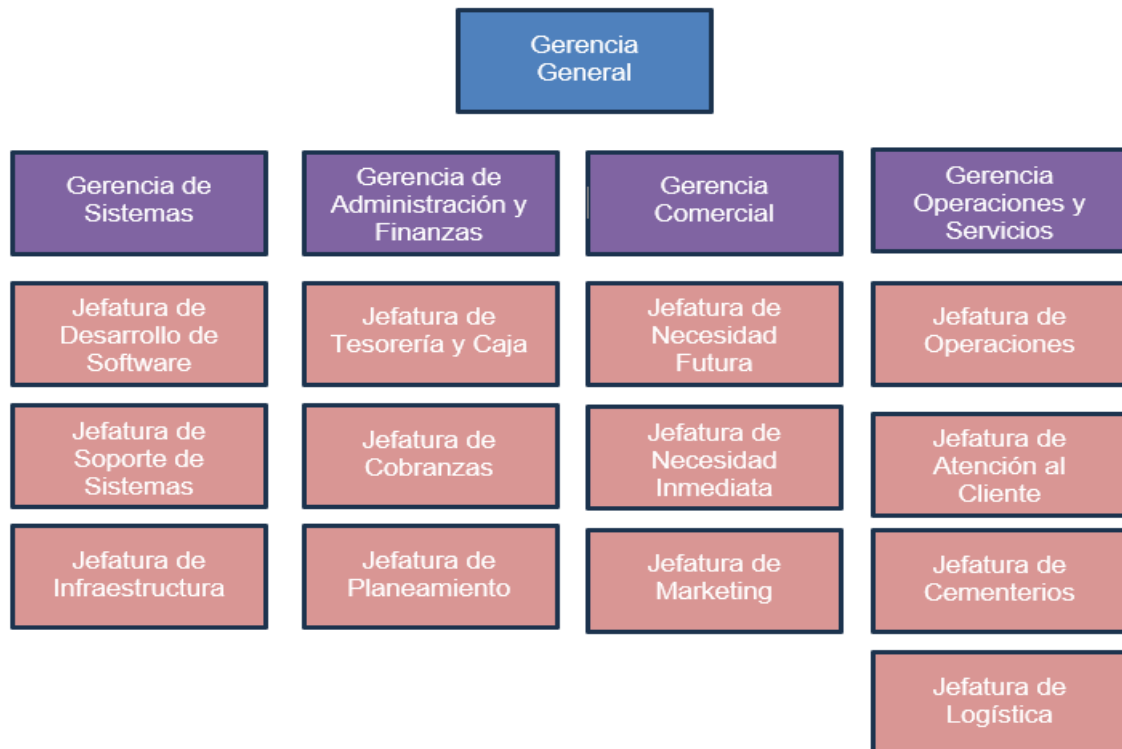 Gerencia
General
Gerencia de
Sistemas
Gerencia de
Administración y
Finanzas
Gerencia
Comercial
Gerencia
Operaciones y
Servicios
Jefatura de
Desarrollo de
Software
Jefatura de
Tesorería y Caja
Jefatura de
Necesidad
Futura
Jefatura de
Operaciones
Jefatura de
Soporte de
Sistemas
Jefatura de
Cobranzas
Jefatura de
Necesidad
Inmediata
Jefatura de
Atención al
Cliente
Jefatura de
Infraestructura
Jefatura de
Planeamiento
Jefatura de
Marketing
Jefatura de
Cementerios
Jefatura de
Logística